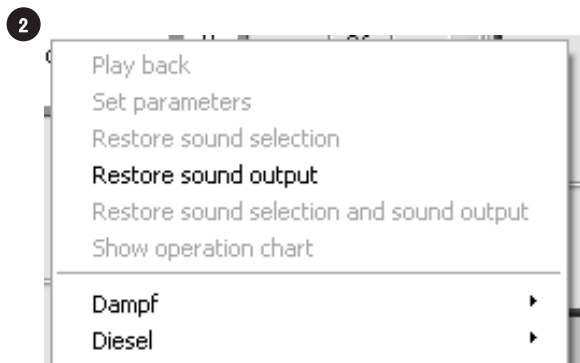 2
Play back
Set parameters
Restore sound selection
Restore sound output
Restore sound selection and sound output
Show operation chart
Dampf
Diesel